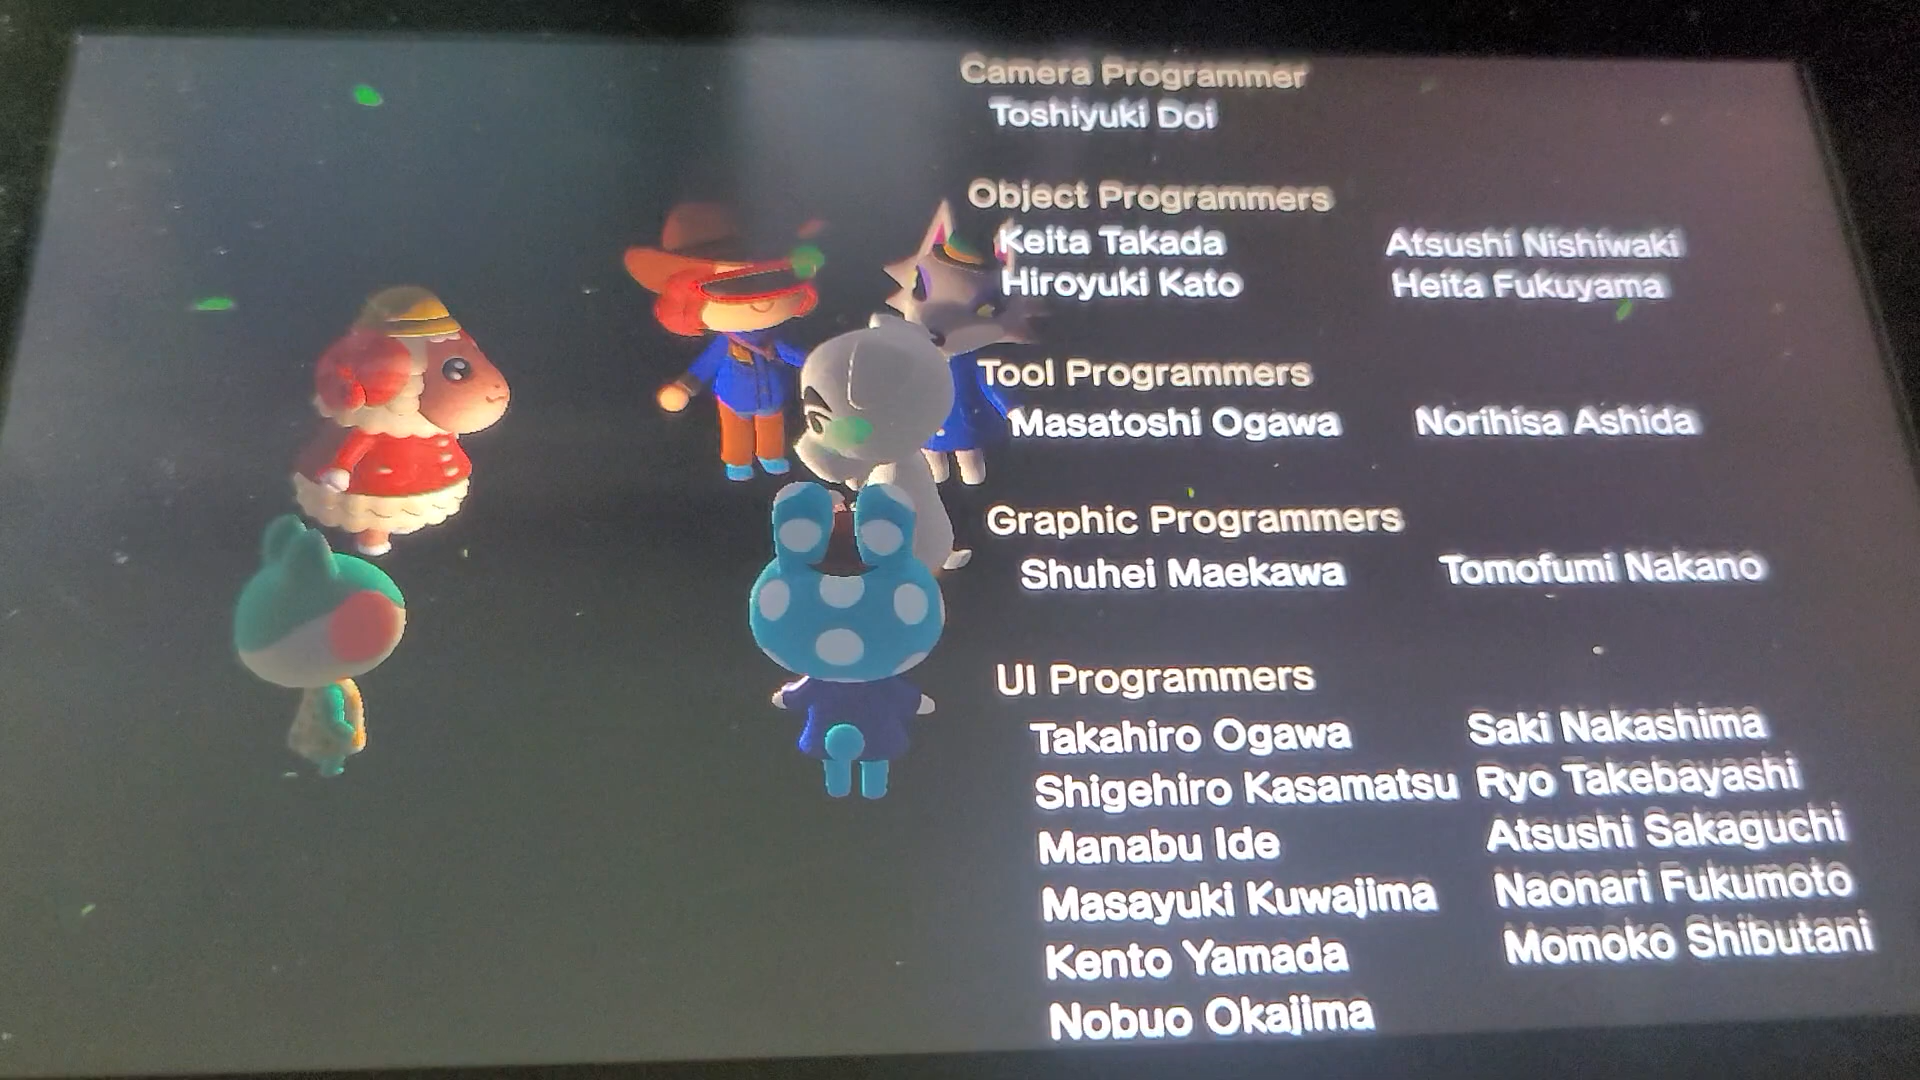 Camera Programmer
Toshiyuki Doi
Object Programmers
Keita Takada Atsushi Nishiwaki
Hiroyuki Kato Heita Fukuyama
Tool Programmers
Masatoshi Ogawa Norihisa Ashida
Graphic Programmers
Shuhei Maekawa Tomofumi Nakano
UI Programmers
Takahiro Ogawa Saki Nakashima
Shigehiro Kasamatsu Ryo Takebayashi
Manabu Ide Atsushi Sakaguchi
Masayuki Kuwajima Naonari Fukumoto
Kento Yamada Momoko Shibutani
Nobuo Okajima